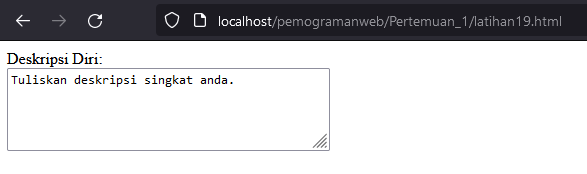 localhost/pemogramanweb/Pertemuan_1/latihan19.html
Deskripsi Diri:
Tuliskan deskripsi singkat anda.